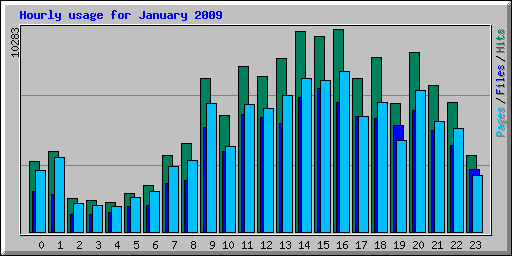 Hourly usage for January 2009
10283
Pages / Files / Hits
0 1 2 3 4 5 6 7 8 9 10 11 12 13 14 15 16 17 18 19 20 21 22 23